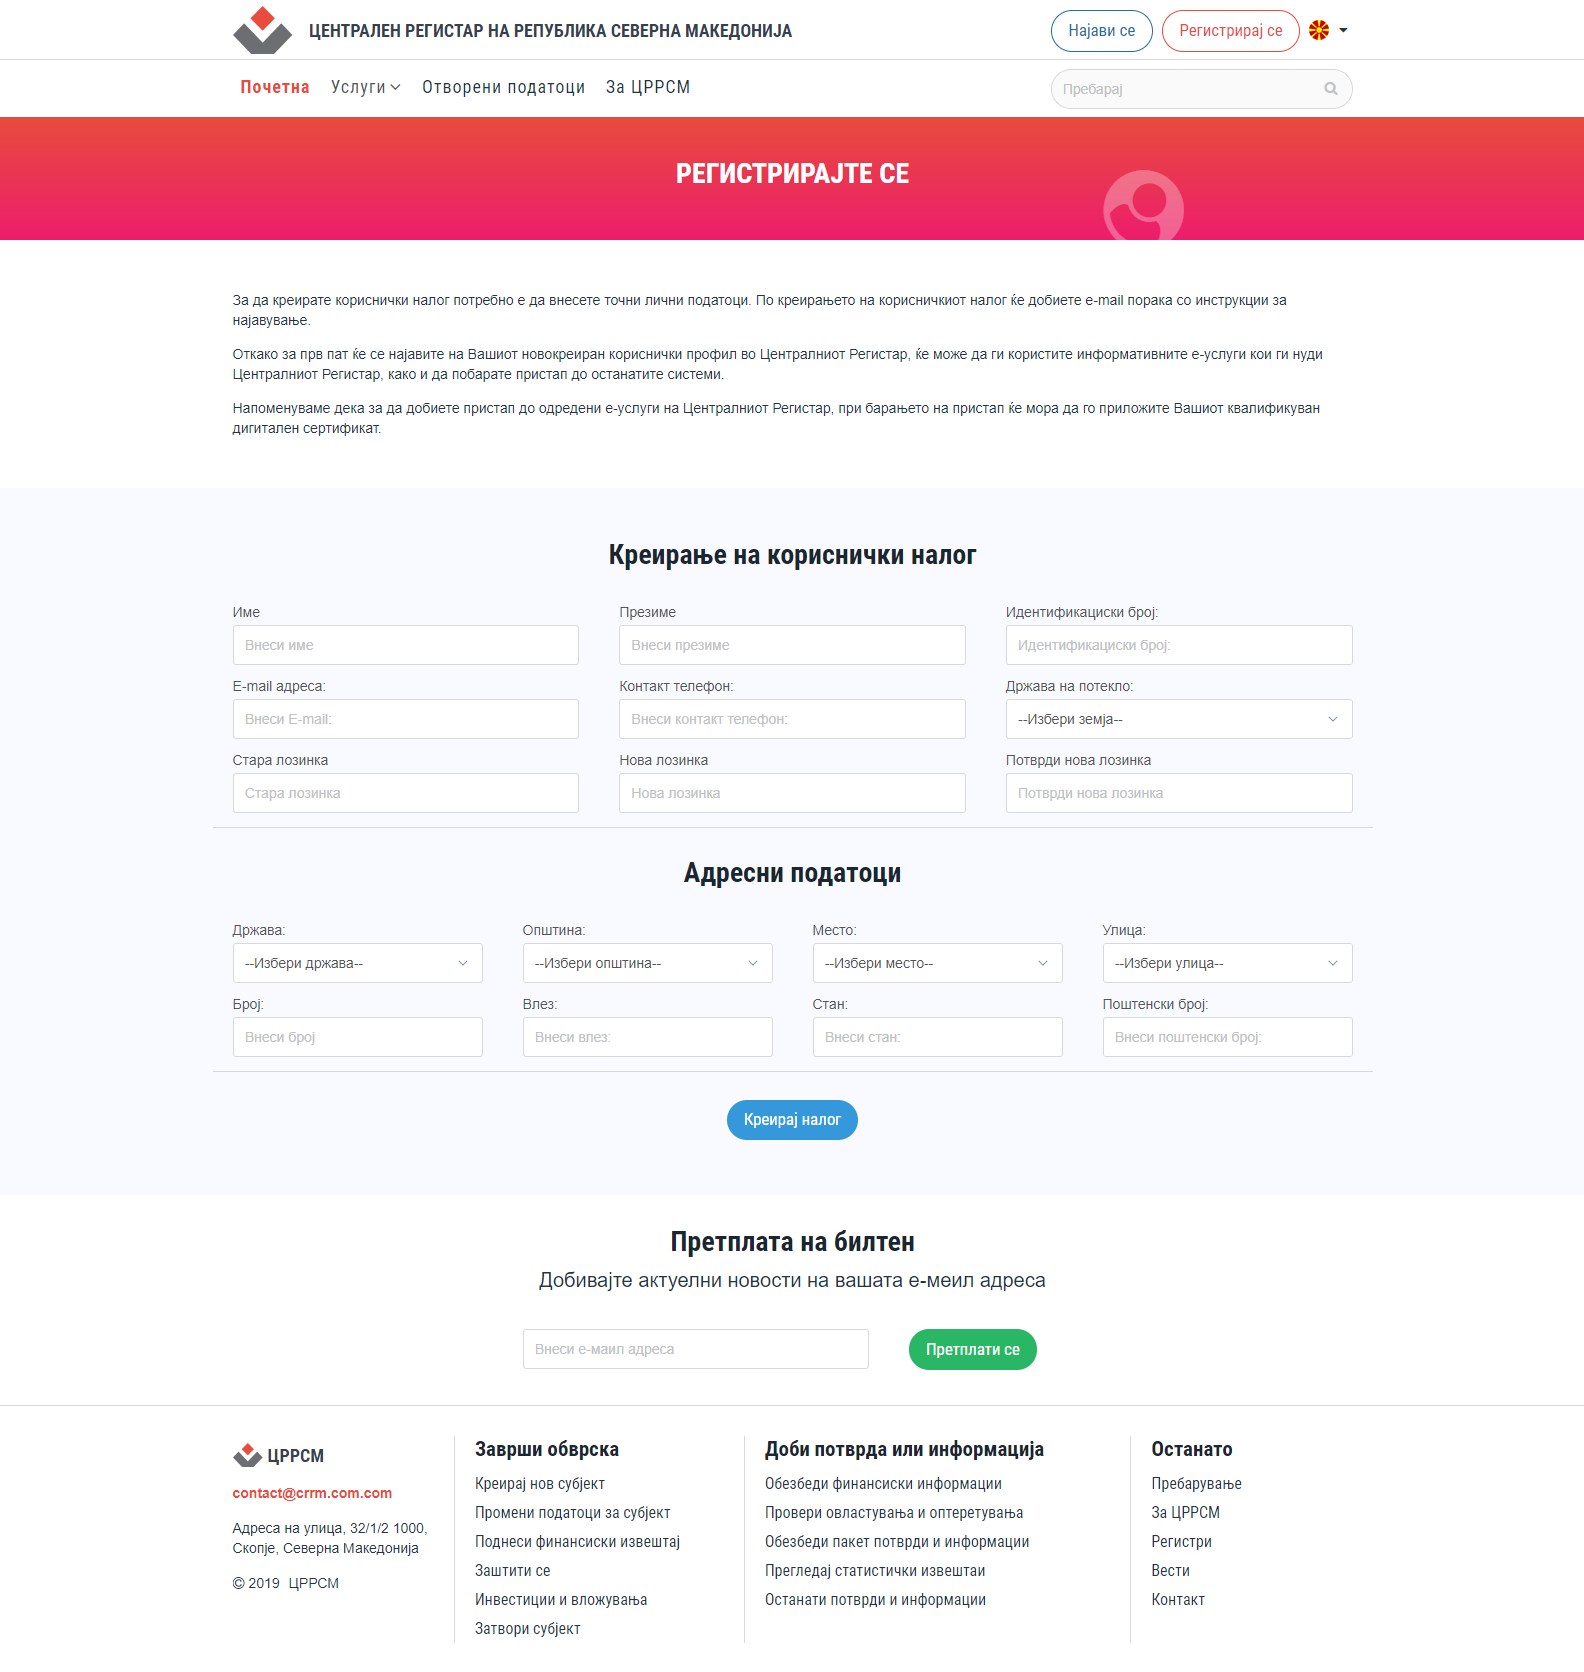 ЦЕНТРАЛЕН РЕГИСТАР НА РЕПУБЛИКА СЕВЕРНА МАКЕДОНИЈА
Најави се
Регистрирај се
Почетна
Услуги
Отворени податоци
За ЦРРСМ
Пребарај
РЕГИСТРИРАЈТЕ СЕ
За да креирате кориснички налог потребно е да внесете точни лични податоци. По креирањето на корисничкиот налог ќе добиете e-mail порака со инструкции за
најавување.
Откако за прв пат ќе се најавите на Вашиот новокреиран кориснички профил во Централниот Регистар, ќе може да ги користите информативните е-услуги кои ги нуди
Централниот Регистар, како и да побарате пристап до останатите системи.
Напоменуваме дека за да добиете пристап до одредени е-услуги на Централниот Регистар, при барањето на пристап ќе мора да го приложите Вашиот квалификуван
дигитален сертификат.
Креирање на кориснички налог
Име
Презиме
Идентификациски број:
Внеси име
Внеси презиме
Идентификациски број:
E-mail адреса:
Контакт телефон:
Држава на потекло:
Внеси E-mail:
Внеси контакт телефон:
--Избери земја--
Стара лозинка
Нова лозинка
Потврди нова лозинка
Стара лозинка
Нова лозинка
Потврди нова лозинка
Адресни податоци
Држава:
Општина:
Место:
Улица:
--Избери држава--
--Избери општина--
--Избери место--
--Избери улица--
Број:
Влез:
Стан:
Поштенски број:
Внеси број
Внеси влез:
Внеси стан:
Внеси поштенски број:
Креирај налог
Претплата на билтен
Добивајте актуелни новости на вашата е-меил адреса
Внеси е-маил адреса
Претплати се
ЦРРСМ
contact@crrm.com.com
Адреса на улица, 32/1/2 1000,
Скопје, Северна Македонија
© 2019 ЦРРСМ
Заврши обврска
Креирај нов субјект
Промени податоци за субјект
Поднеси финансиски извештај
Заштити се
Инвестиции и вложувања
Затвори субјект
Доби потврда или информација
Обезбеди финансиски информации
Провери овластувања и оптеретувања
Обезбеди пакет потврди и информации
Прегледај статистички извештаи
Останати потврди и информации
Останато
Пребарување
За ЦРРСМ
Регистри
Вести
Контакт